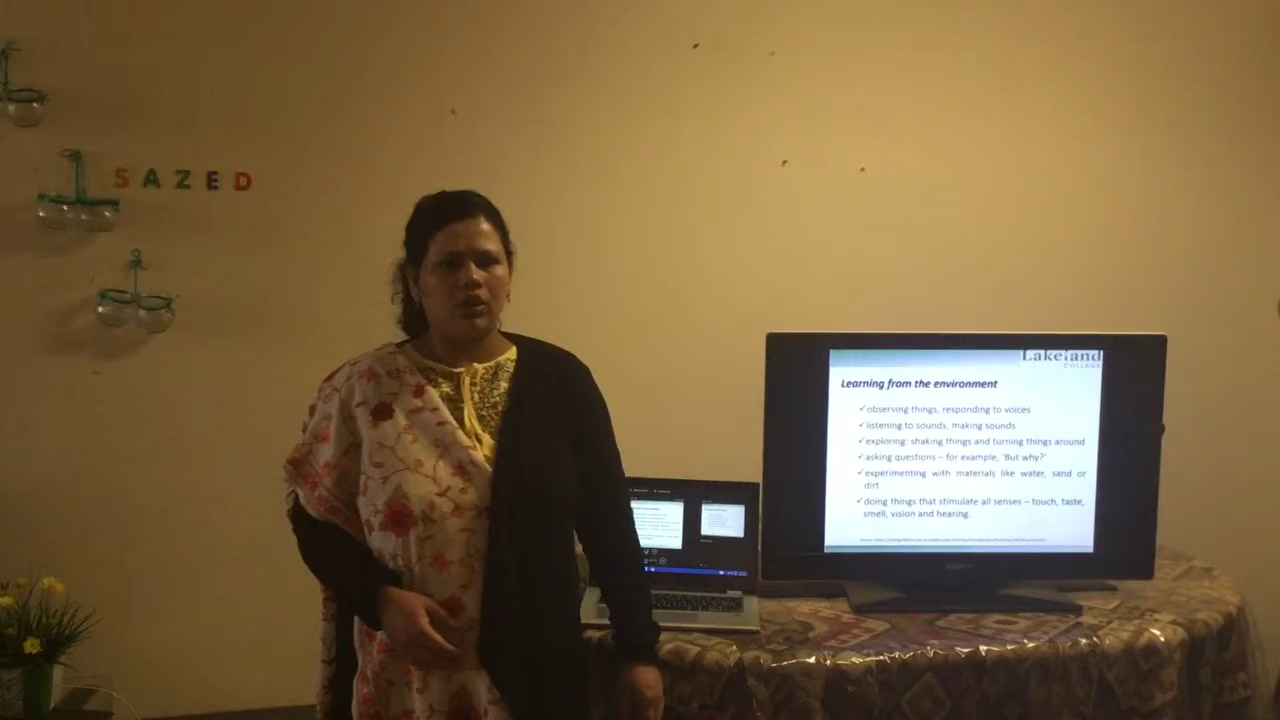 SAZED
Lakeland
COLLEGE
Learning from the environment
✓observing things, responding to voices
✓listening to sounds, making sounds
✓exploring: shaking things and turning things around
✓asking questions – for example, 'But why?'
✓experimenting with materials like water, sand or
dirt
✓doing things that stimulate all senses – touch, taste,
smell, vision and hearing.
SONY